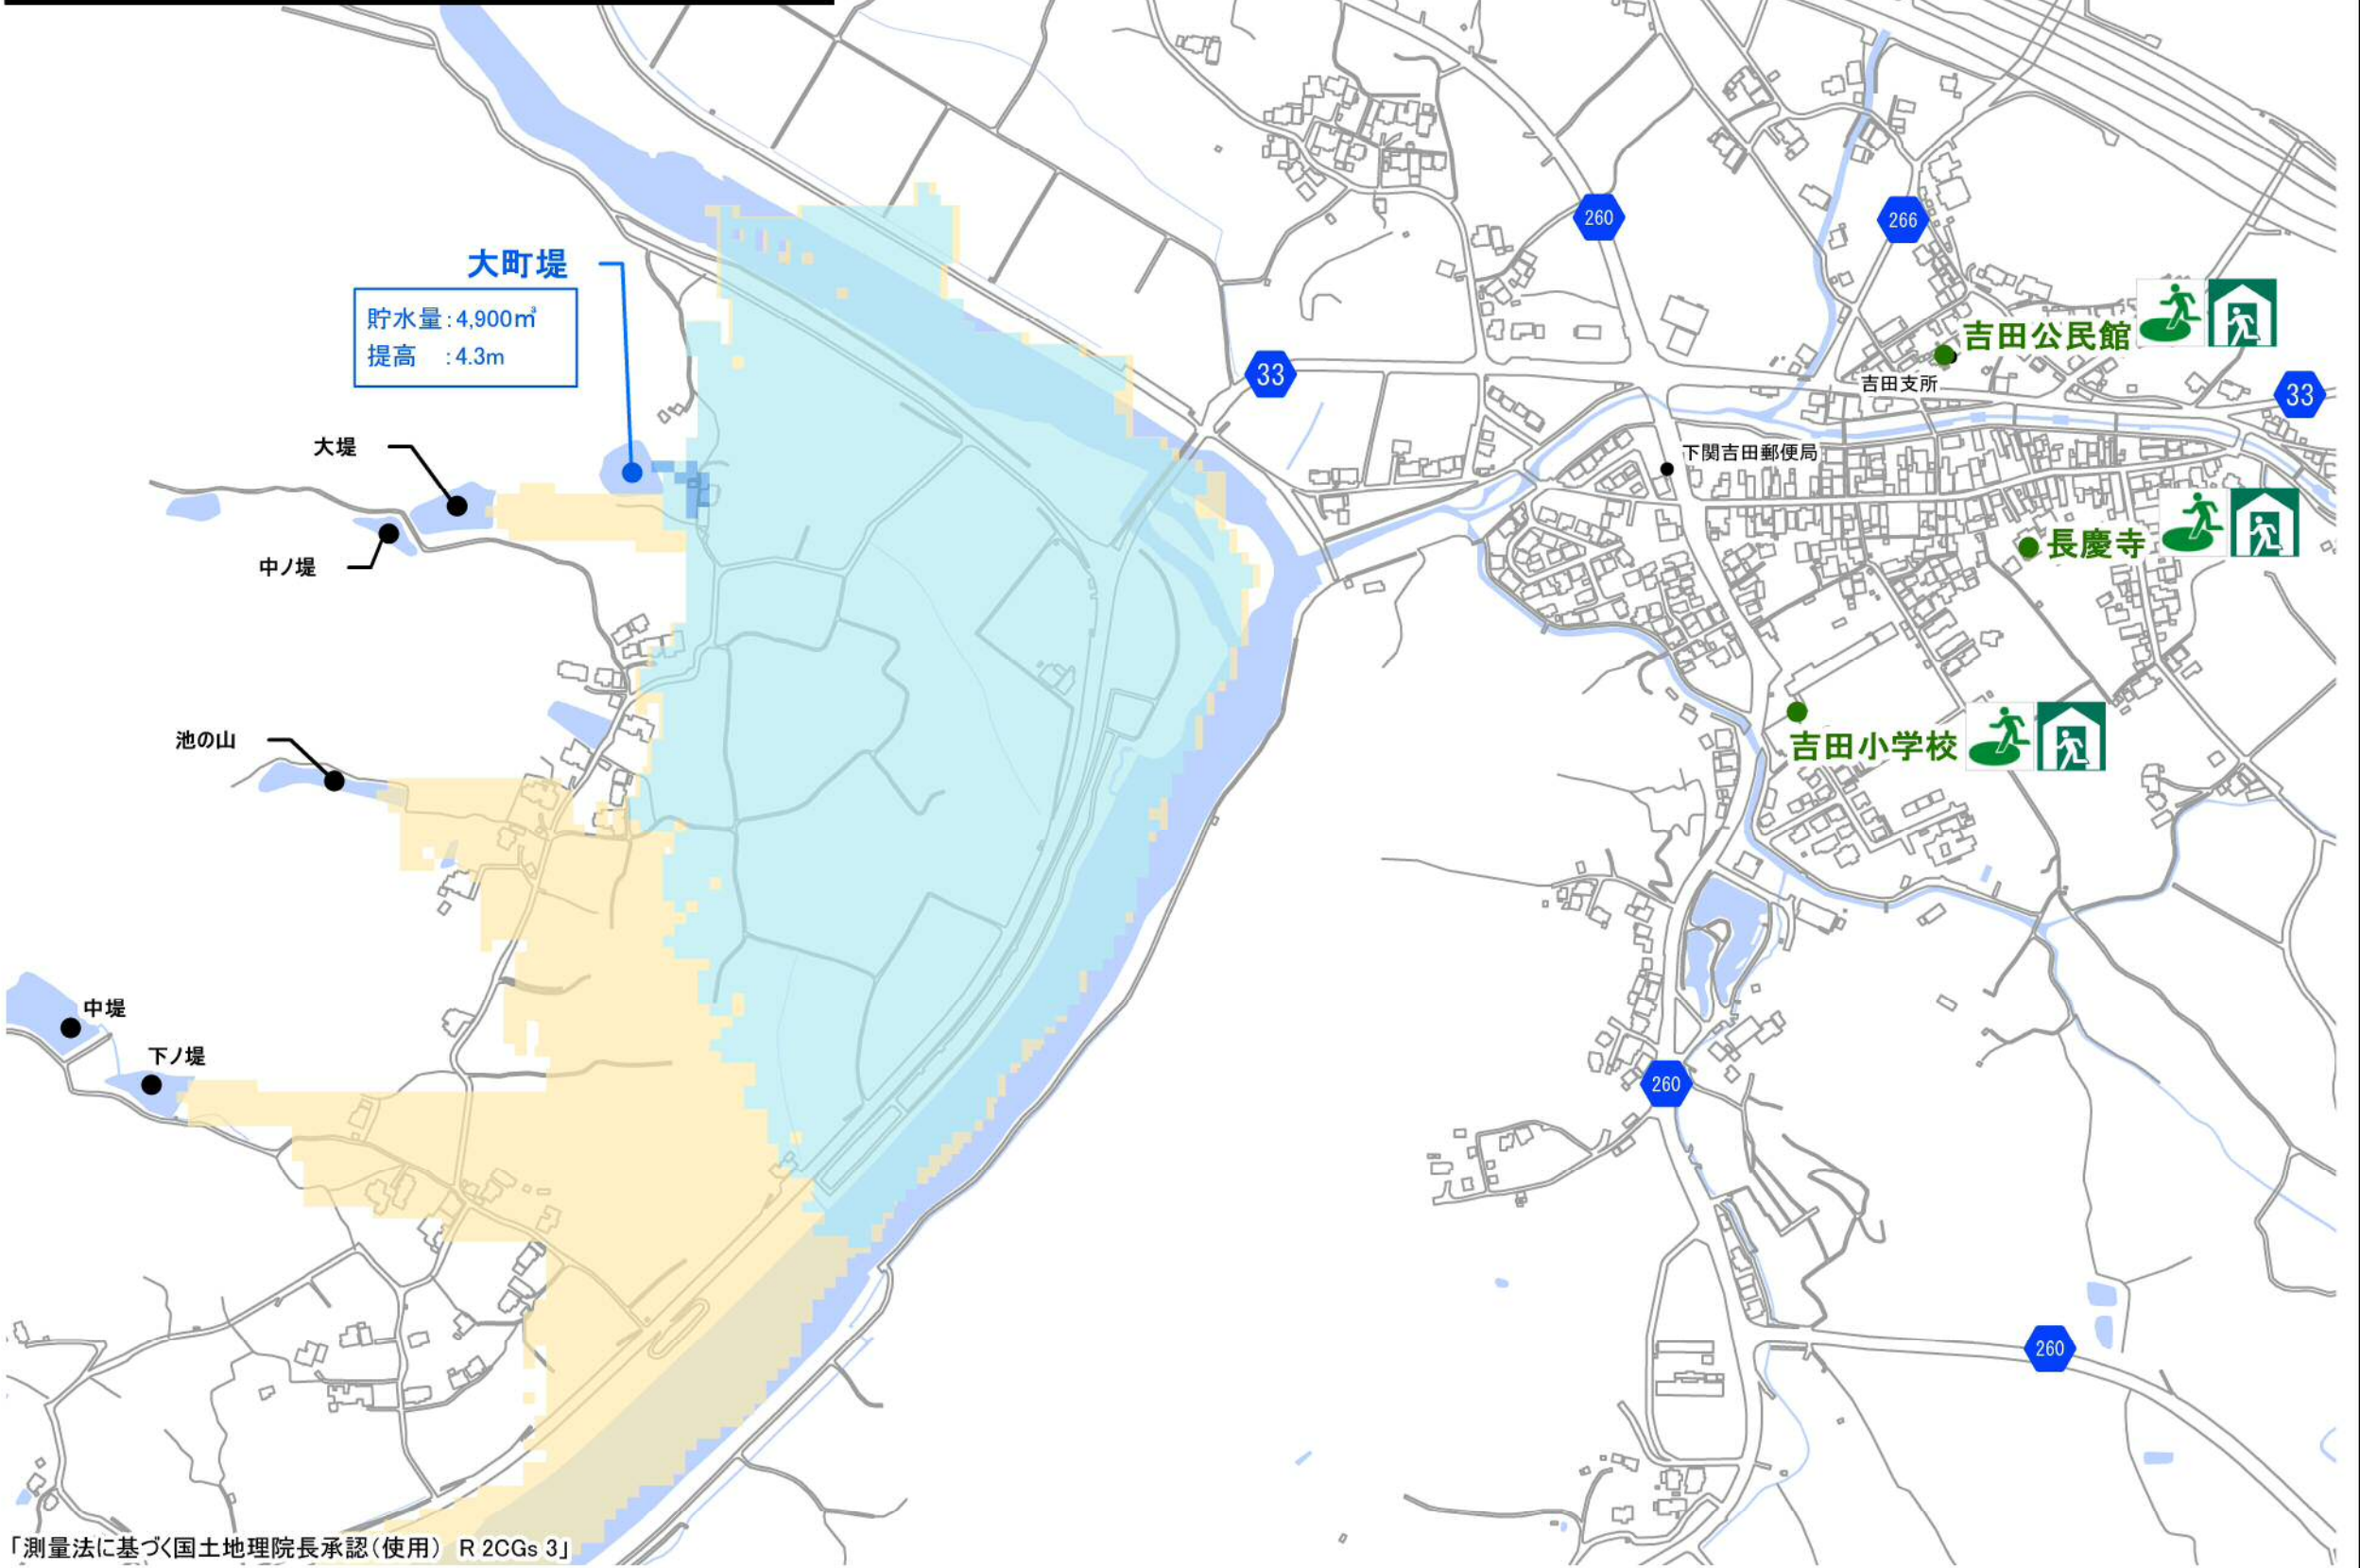 260
266
大町堤
貯水量:4,900㎥
提高 :4.3m
吉田公民館
33
吉田支所
33
大堤
下関吉田郵便局
中ノ堤
長慶寺
池の山
吉田小学校
中堤
下ノ堤
260
260
「測量法に基づく国土地理院長承認(使用) R 2CGs 3」